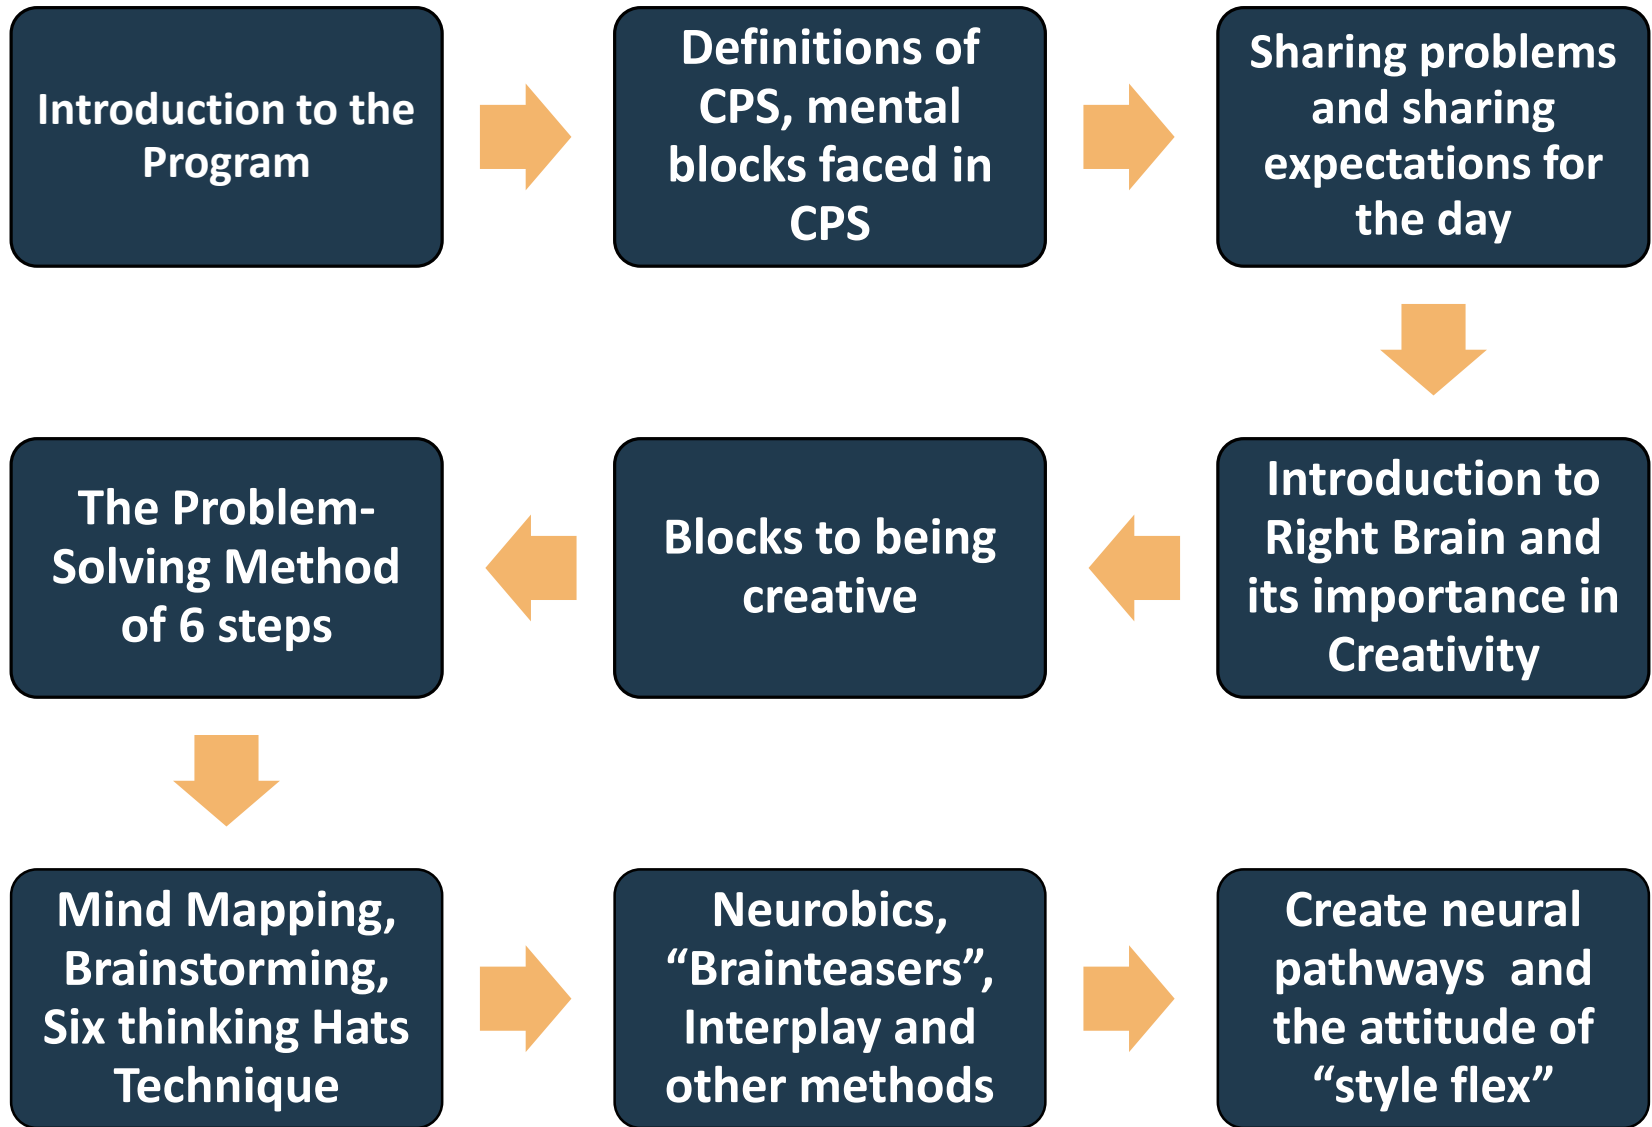 Introduction to the
Program
Definitions of
CPS, mental
blocks faced in
CPS
Sharing problems
and sharing
expectations for
the day
Introduction to
Right Brain and
its importance in
Creativity
Blocks to being
creative
The Problem-
Solving Method
of 6 steps
Mind Mapping,
Brainstorming,
Six thinking Hats
Technique
Neurobics,
“Brainteasers”,
Interplay and
other methods
Create neural
pathways  and
the attitude of
“style flex”